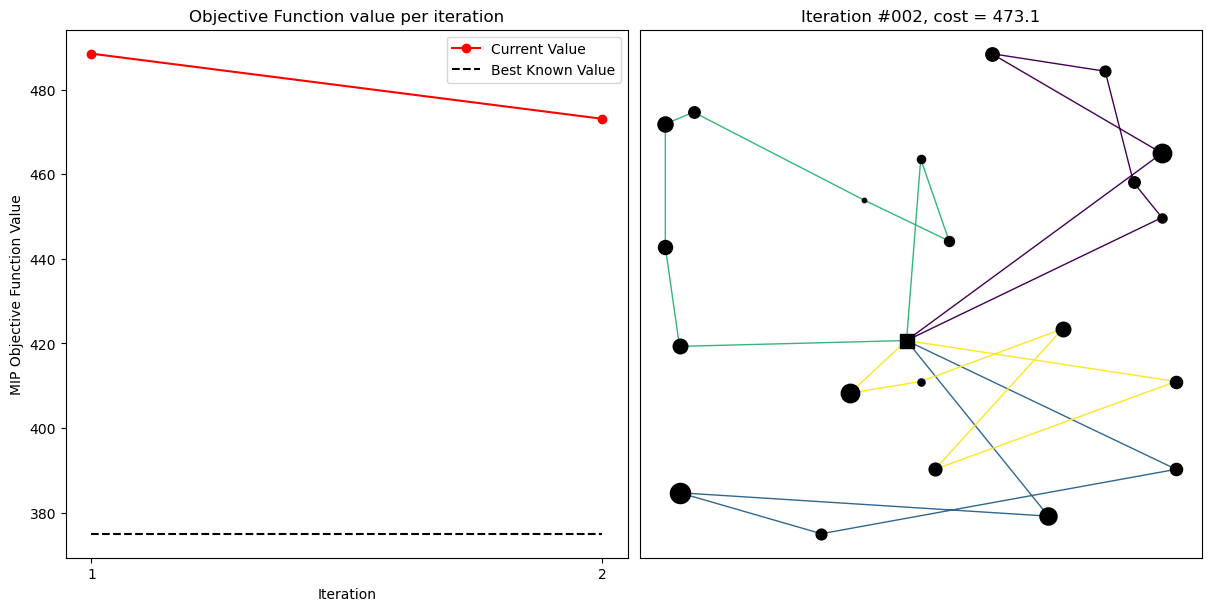 Objective Function value per iteration
Iteration #002, cost = 473.1
Current Value
Best Known Value
MIP Objective Function Value
480
460
440
420
400
380
1
2
Iteration